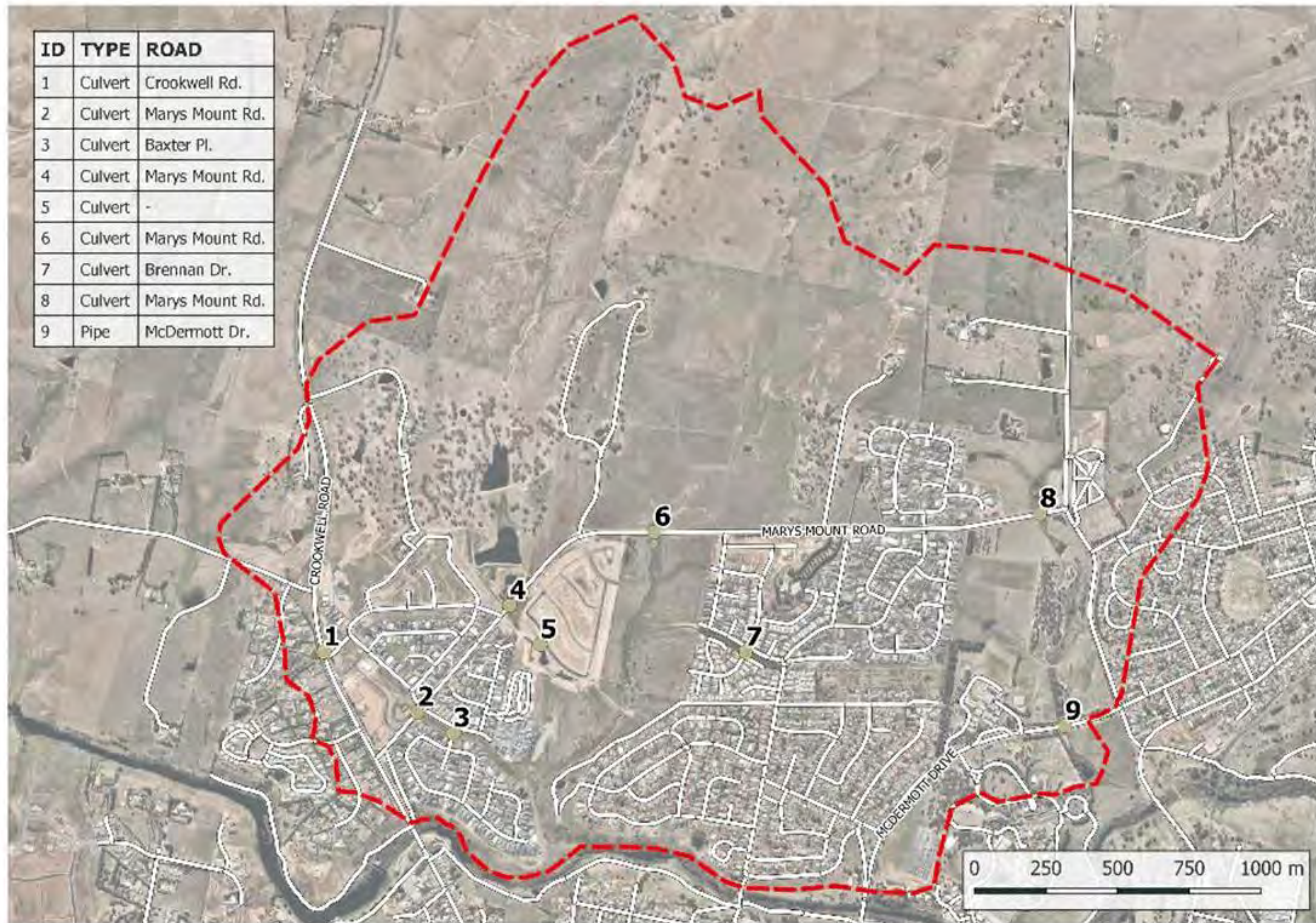 ID TYPE ROAD
1 Culvert Crookwell Rd.
2 Culvert Marys Mount Rd.
3 Culvert Baxter Pl.
4 Culvert Marys Mount Rd.
5 Culvert -
6 Culvert Marys Mount Rd.
7 Culvert Brennan Dr.
8 Culvert Marys Mount Rd.
9 Pipe McDermott Dr.
CROOKWELL ROAD
8
6
MARYS MOUNT ROAD
4
5
1
7
2
3
9
MCDERMOTT DRIVE
0 250 500 750 1000 m